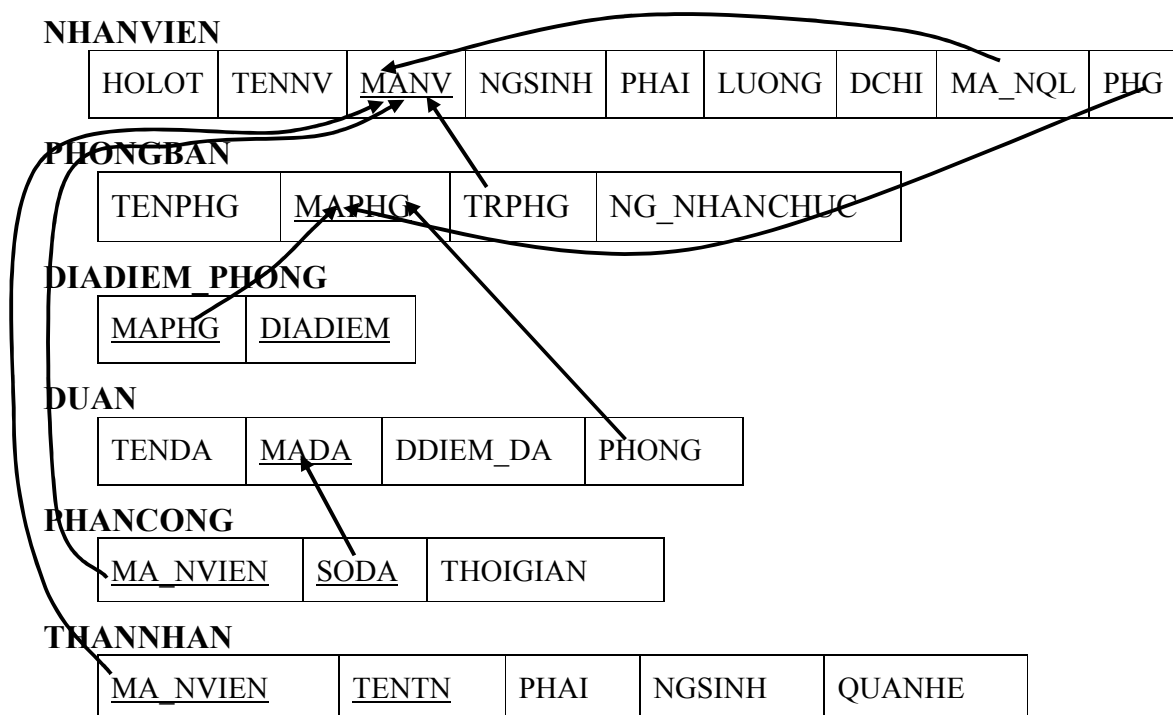 NHANVIEN
HOLOT TENNV MANV NGSINH PHAI LUONG DCHI MA_NQL PHG
PHONGBAN
TENPHG MAPHG TRPHG NG_NHANCHUC
DIADIEM_PHONG
MAPHG DIADIEM
DUAN
TENDA MADA DDIEM_DA PHONG
PHANCONG
MA_NVIEN SODA THOIGIAN
THANNHAN
MA_NVIEN TENTN PHAI NGSINH QUANHE